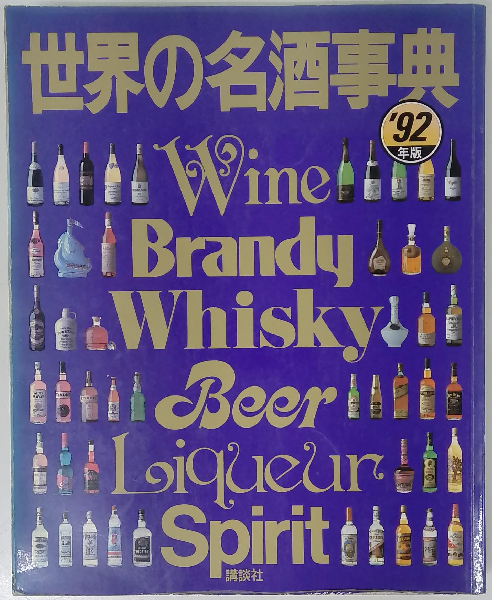 世界の名酒事典
'92
年版
Wine
Brandy
Whisky
Beer
Liqueur
Spirit
講談社